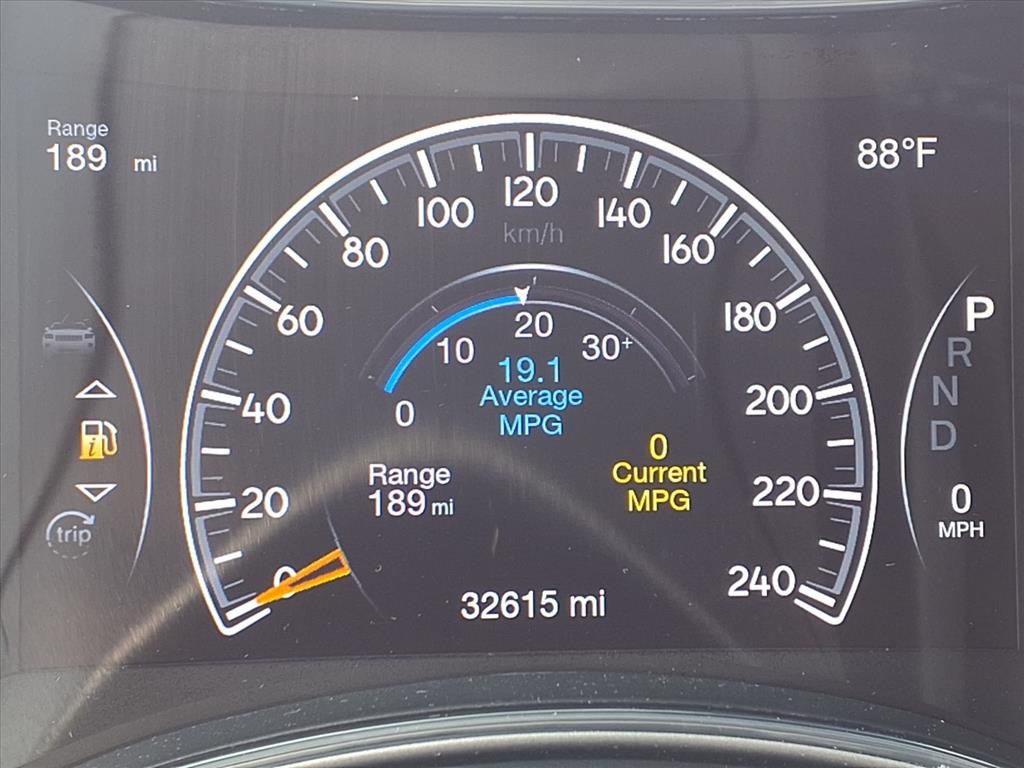 Range
189 mi
88°F
0
20
40
60
80
100
120
140
160
180
200
220
240
km/h
0
10
20
30+
19.1
Average
MPG
Range
189 mi
0
Current
MPG
32615 mi
i
trip
P
R
N
D
0
MPH